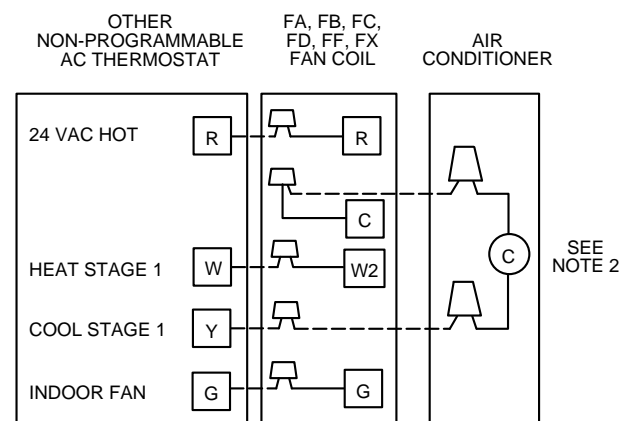 OTHER
NON-PROGRAMMABLE
AC THERMOSTAT
FA, FB, FC,
FD, FF, FX
FAN COIL
AIR
CONDITIONER
24 VAC HOT
R
R
C
HEAT STAGE 1
W
W2
C
SEE
NOTE 2
COOL STAGE 1
Y
INDOOR FAN
G
G